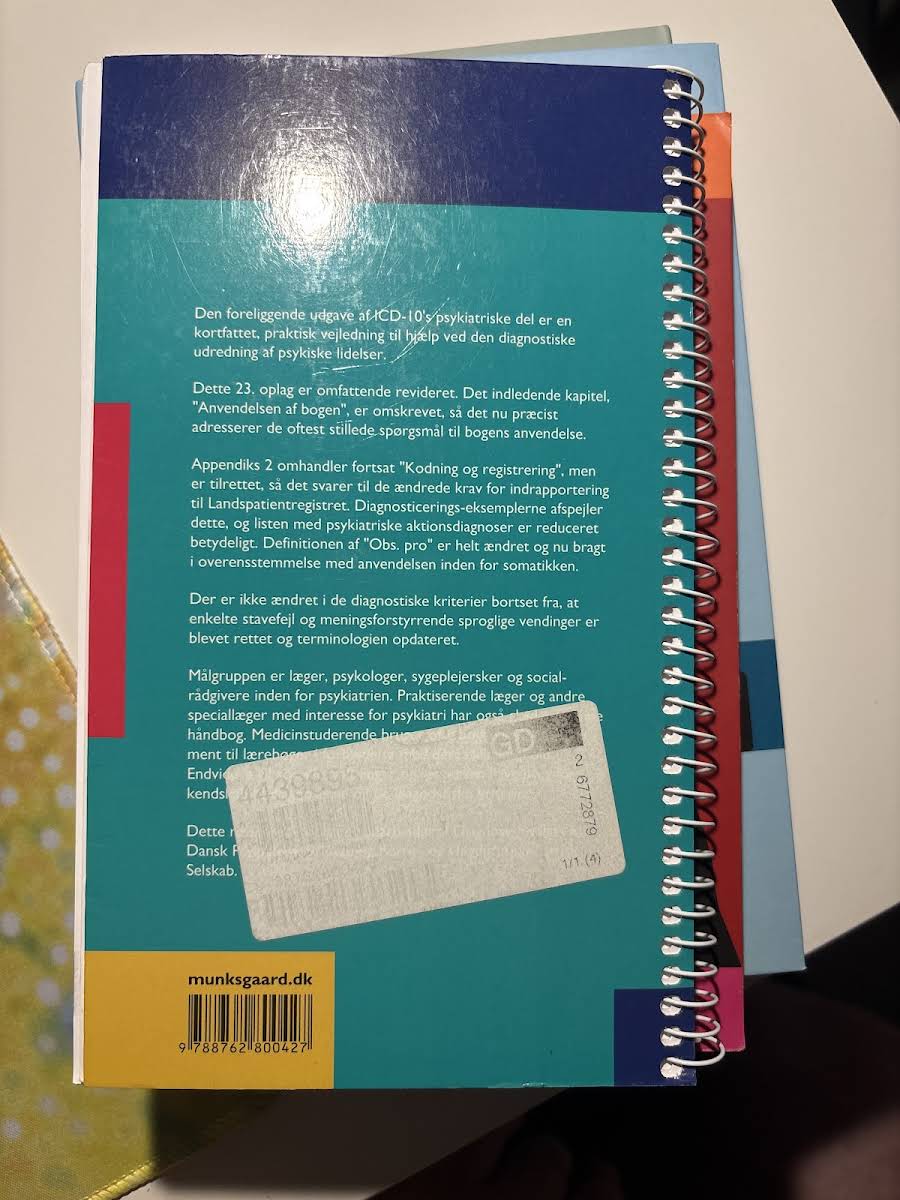 Den foreliggende udgave af ICD-10's psykiatriske del er en
kortfattet, praktisk vejledning til hjælp ved den diagnostiske
udredning af psykiske lidelser.
Dette 23. oplag er omfattende revideret. Det indledende kapitel,
"Anvendelsen af bogen", er omskrevet, så det nu præcist
adresserer de oftest stillede spørgsmål til bogens anvendelse.
Appendiks 2 omhandler fortsat "Kodning og registrering", men
er tilrettet, så det svarer til de ændrede krav for indrapportering
til Landspatientregistret. Diagnosticerings-eksemplerne afspejler
dette, og listen med psykiatriske aktionsdiagnoser er reduceret
betydeligt. Definitionen af "Obs. pro" er helt ændret og nu bragt
i overensstemmelse med anvendelsen inden for somatikken.
Der er ikke ændret i de diagnostiske kriterier bortset fra, at
enkelte stavefejl og meningsforstyrrende sproglige vendinger er
blevet rettet og terminologien opdateret.
Målgruppen er læger, psykologer, sygeplejersker og social-
rådgivere inden for psykiatrien. Praktiserende læger og andre
speciallæger med interesse for psykiatri har også
håndbog. Medicinstuderende
ment til
Dette
Dansk
Selskab.
GD
2 6772879
1/1 (4)
munksgaard.dk
9 788762 800427